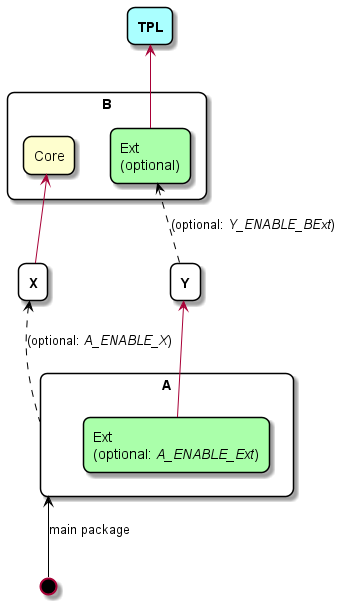 TPL
B
Core
Ext
(optional)
(optional: Y_ENABLE_BExt)
X
Y
(optional: A_ENABLE_X)
A
Ext
(optional: A_ENABLE_Ext)
main package